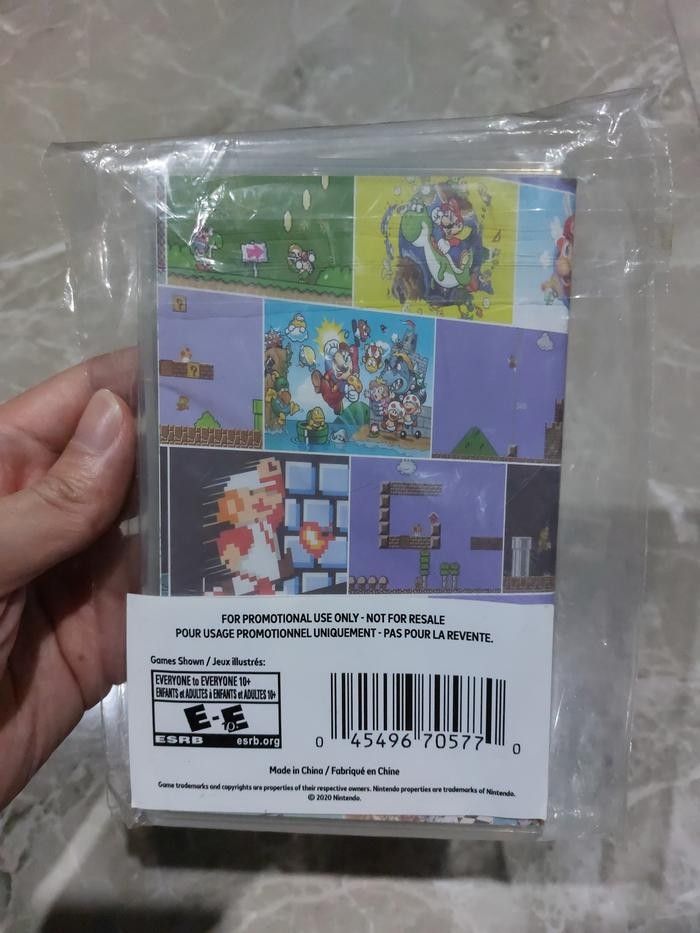 FOR PROMOTIONAL USE ONLY - NOT FOR RESALE
POUR USAGE PROMOTIONNEL UNIQUEMENT - PAS POUR LA REVENTE.
Games Shown / Jeux illustrés:
EVERYONE to EVERYONE 10+
ENFANTS et ADULTES à ENFANTS et ADULTES 10+
E-E
10+
ESRB esrb.org
0 45496 70577 0
Made in China / Fabriqué en Chine
Game trademarks and copyrights are properties of their respective owners. Nintendo properties are trademarks of Nintendo.
© 2020 Nintendo.